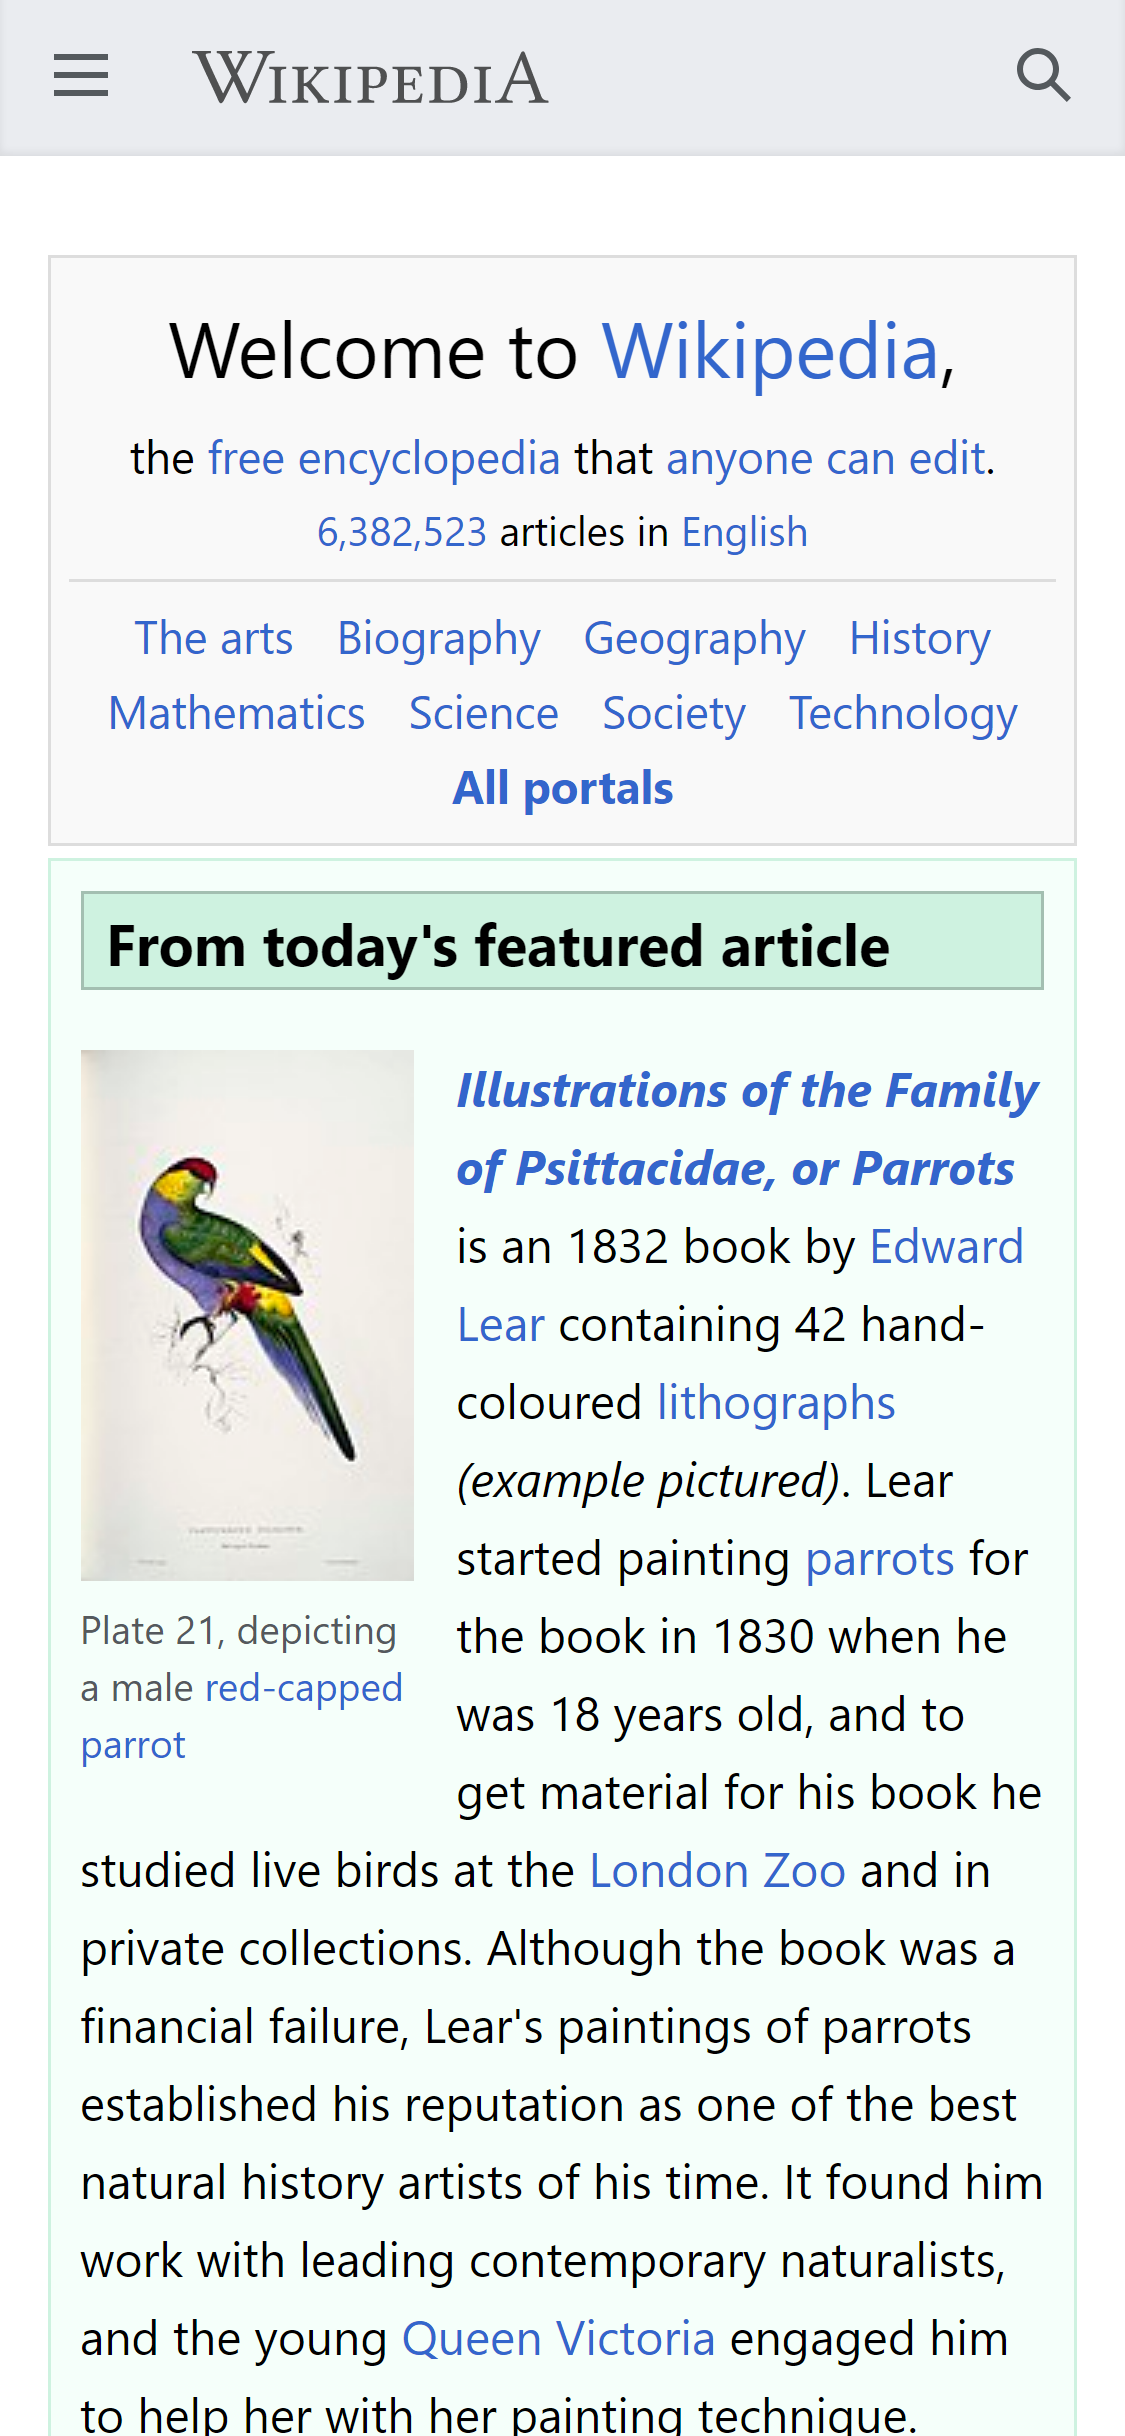 WIKIPEDIA
Welcome to Wikipedia,
the free encyclopedia that anyone can edit.
6,382,523 articles in English
The arts Biography Geography History
Mathematics Science Society Technology
All portals
From today's featured article
Illustrations of the Family
of Psittacidae, or Parrots
is an 1832 book by Edward
Lear containing 42 hand-
coloured lithographs
(example pictured). Lear
started painting parrots for
the book in 1830 when he
was 18 years old, and to
get material for his book he
Plate 21, depicting
a male red-capped
parrot
studied live birds at the London Zoo and in
private collections. Although the book was a
financial failure, Lear's paintings of parrots
established his reputation as one of the best
natural history artists of his time. It found him
work with leading contemporary naturalists,
and the young Queen Victoria engaged him
to help her with her painting technique.